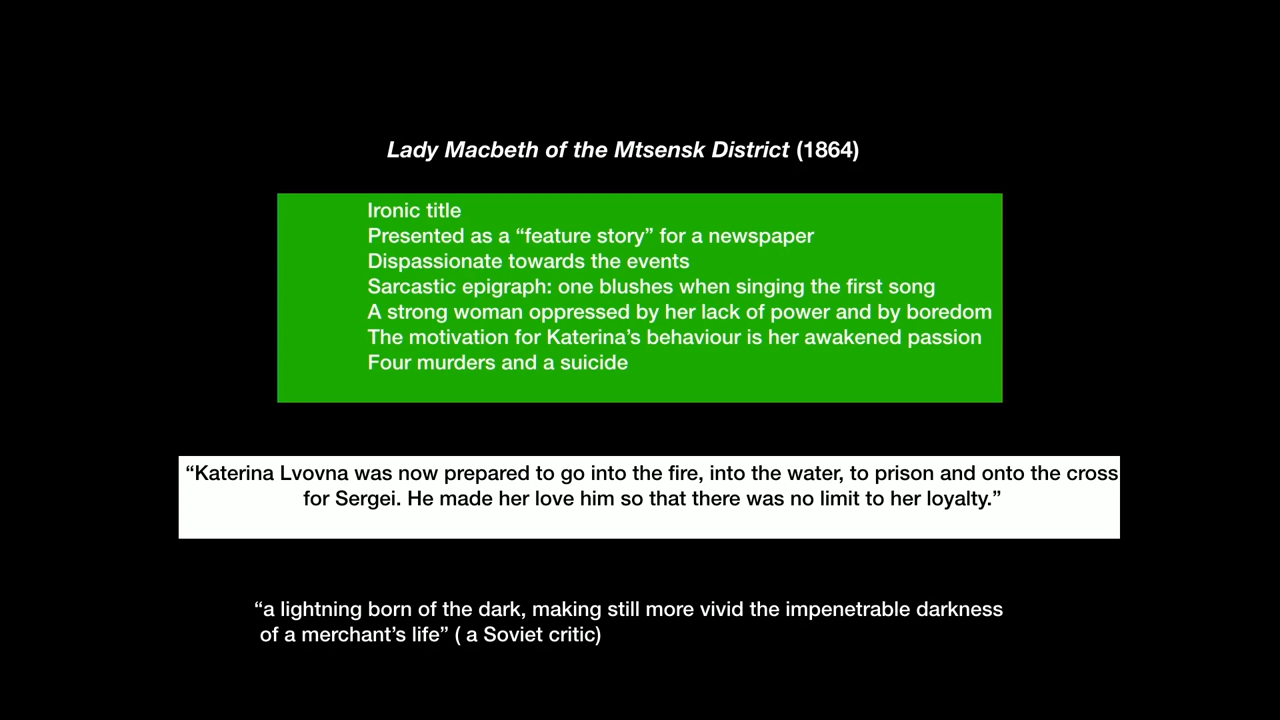 Lady Macbeth of the Mtsensk District (1864)
Ironic title
Presented as a “feature story” for a newspaper
Dispassionate towards the events
Sarcastic epigraph: one blushes when singing the first song
A strong woman oppressed by her lack of power and by boredom
The motivation for Katerina’s behaviour is her awakened passion
Four murders and a suicide
“Katerina Lvovna was now prepared to go into the fire, into the water, to prison and onto the cross
for Sergei. He made her love him so that there was no limit to her loyalty.”
“a lightning born of the dark, making still more vivid the impenetrable darkness
of a merchant’s life” ( a Soviet critic)